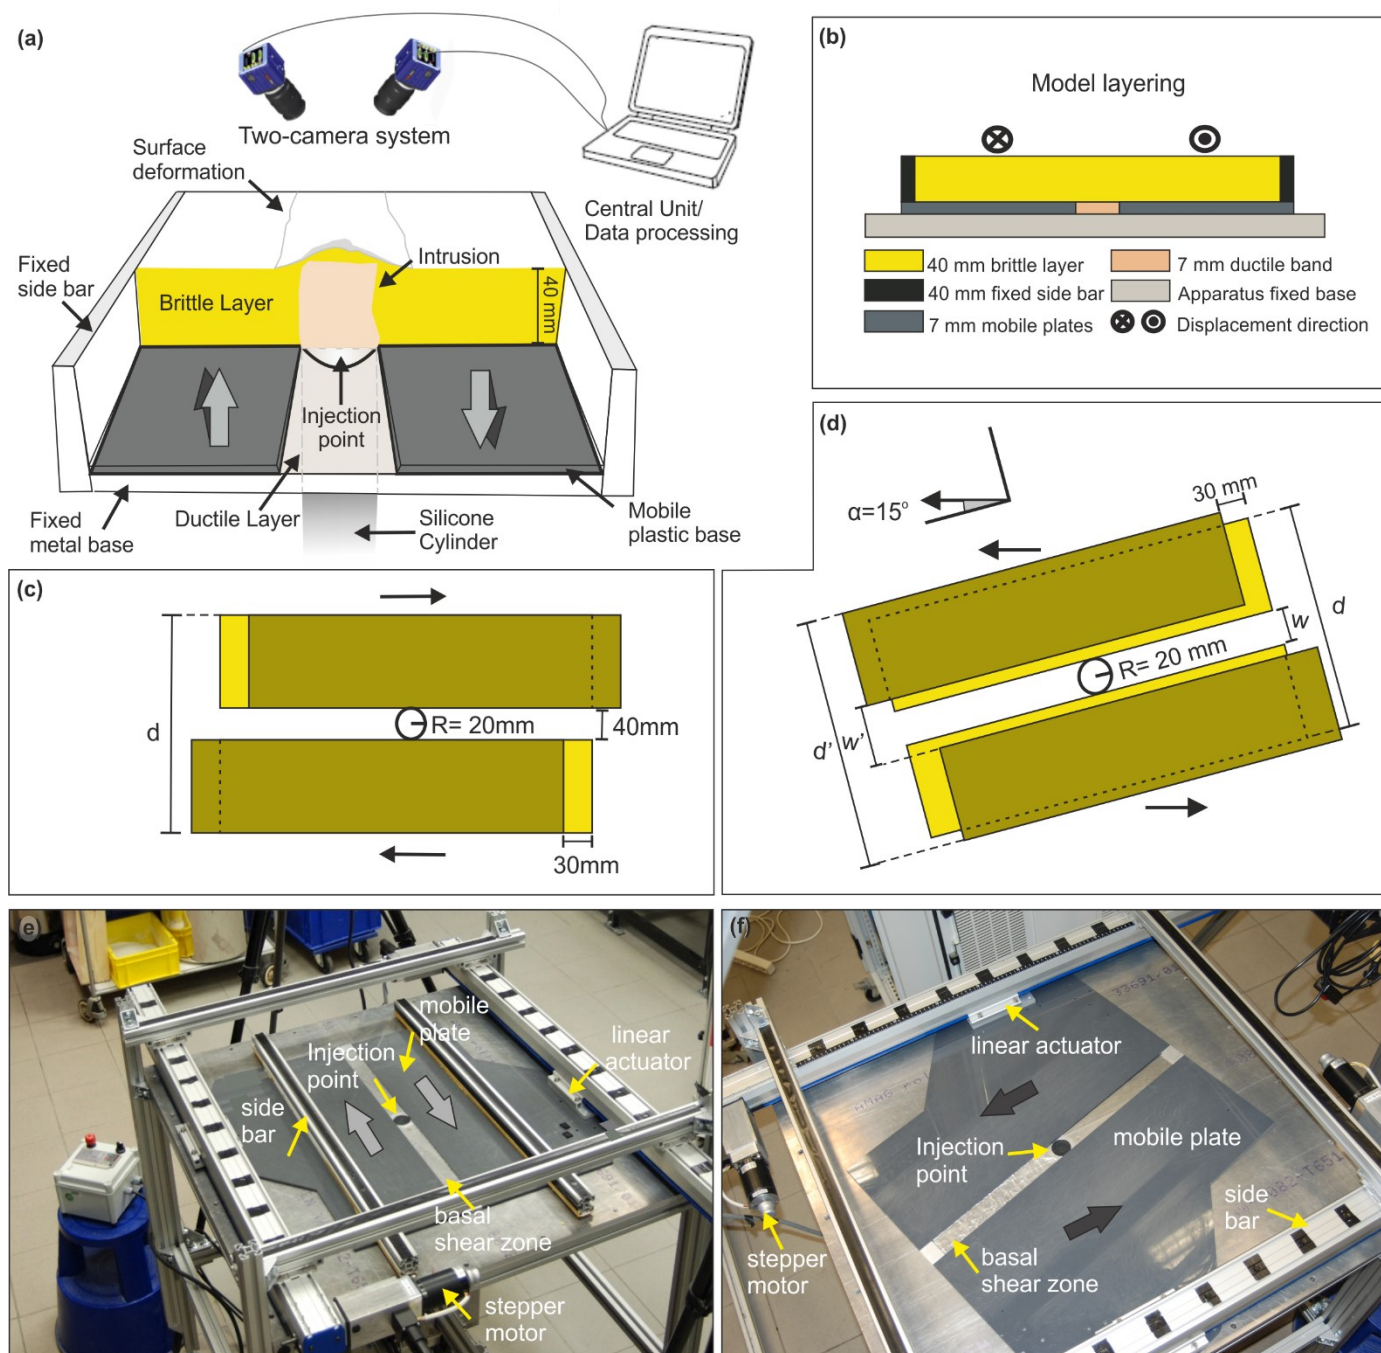 (a)
Two-camera system
Surface
deformation
Central Unit/
Data processing
Fixed
side bar
Intrusion
Brittle Layer
40 mm
Injection
point
Fixed
metal base
Ductile Layer
Silicone
Cylinder
Mobile
plastic base
(b)
Model layering
40 mm brittle layer
7 mm ductile band
40 mm fixed side bar
Apparatus fixed base
7 mm mobile plates
Displacement direction
(c)
d
R= 20mm
40mm
30mm
(d)
α=15°
30 mm
d
w
R= 20 mm
w'
d'
e
mobile
plate
Injection
point
linear
actuator
side
bar
basal
shear zone
stepper
motor
(f)
33691.0
linear actuator
Injection
point
mobile plate
side
bar
stepper
motor
basal
shear zone